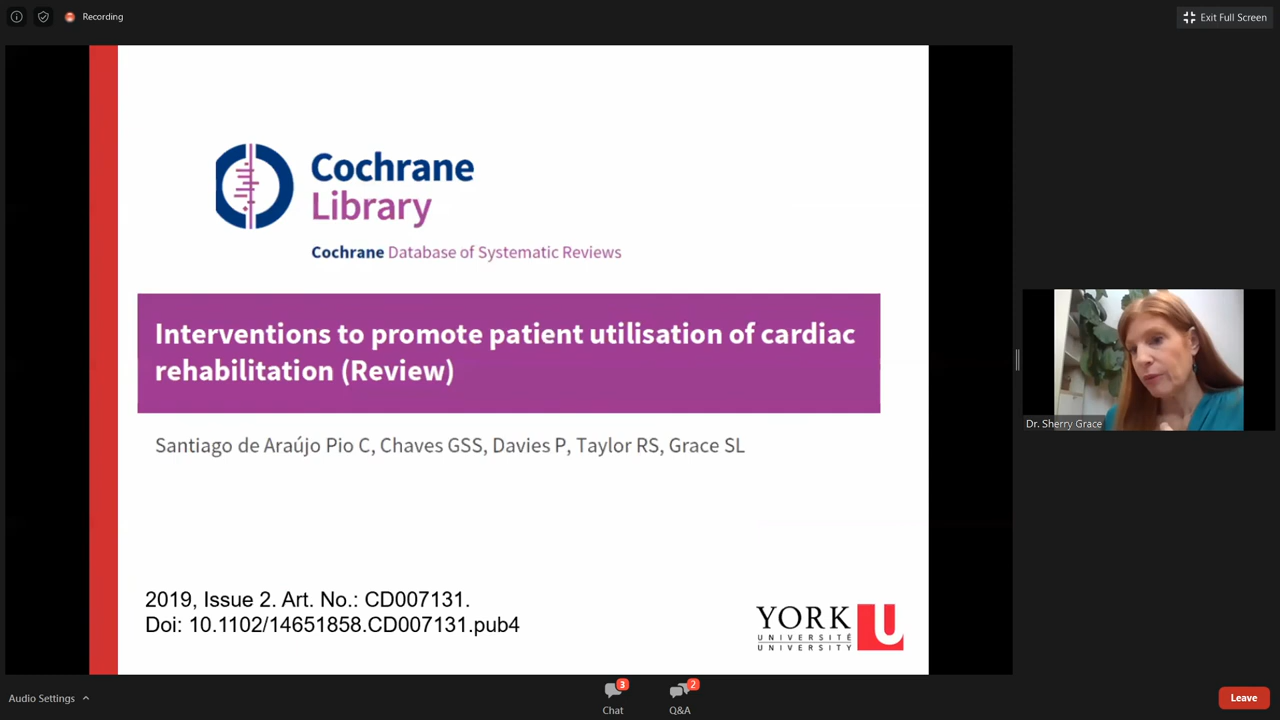 Recording
Exit Full Screen
Cochrane
Library
Cochrane Database of Systematic Reviews
Interventions to promote patient utilisation of cardiac
rehabilitation (Review)
Santiago de Araújo Pio C, Chaves GSS, Davies P, Taylor RS, Grace SL
Dr. Sherry Grace
2019, Issue 2. Art. No.: CD007131.
Doi: 10.1102/14651858.CD007131.pub4
YORK U
UNIVERSITÉ
UNIVERSITY
Audio Settings
3
Chat
2
Q&A
Leave